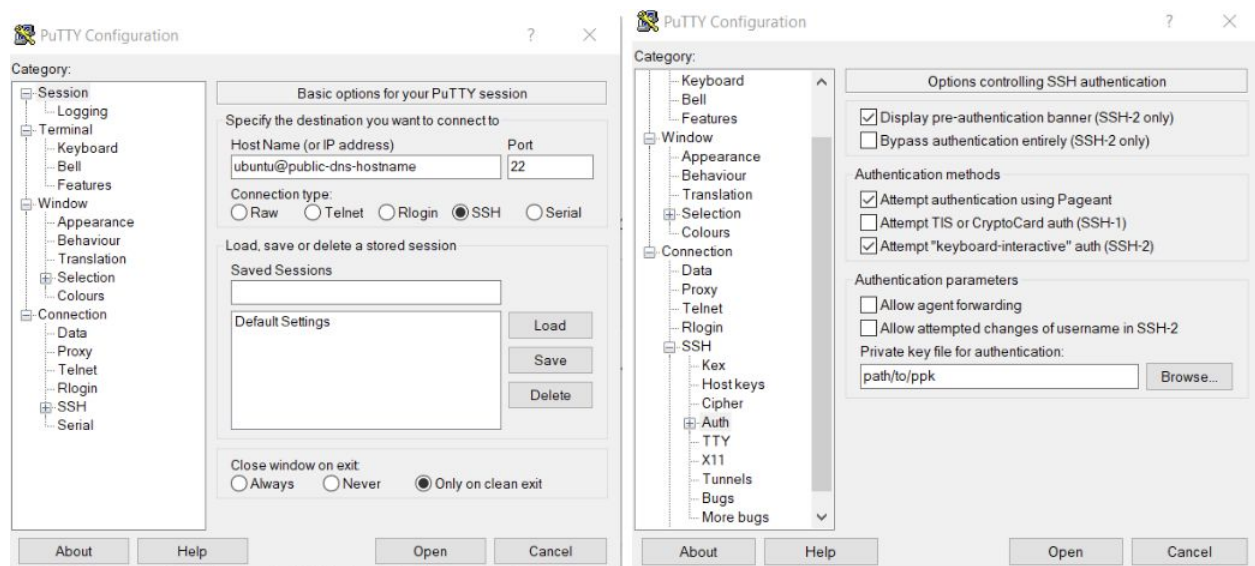 PuTTY Configuration
Category:
Session
Logging
Terminal
Keyboard
Bell
Features
Window
Appearance
Behaviour
Translation
Selection
Colours
Connection
Data
Proxy
Telnet
Rlogin
SSH
Serial
Basic options for your PuTTY session
Specify the destination you want to connect to
Host Name (or IP address) Port
ubuntu@public-dns-hostname 22
Connection type:
Raw Telnet Rlogin SSH Serial
Load, save or delete a stored session
Saved Sessions
Default Settings
Load
Save
Delete
Close window on exit:
Always Never Only on clean exit
About Help Open Cancel
PuTTY Configuration
Category:
Keyboard
Bell
Features
Window
Appearance
Behaviour
Translation
Selection
Colours
Connection
Data
Proxy
Telnet
Rlogin
SSH
Kex
Host keys
Cipher
Auth
TTY
X11
Tunnels
Bugs
More bugs
Options controlling SSH authentication
Display pre-authentication banner (SSH-2 only)
Bypass authentication entirely (SSH-2 only)
Authentication methods
Attempt authentication using Pageant
Attempt TIS or CryptoCard auth (SSH-1)
Attempt "keyboard-interactive" auth (SSH-2)
Authentication parameters
Allow agent forwarding
Allow attempted changes of username in SSH-2
Private key file for authentication:
path/to/ppk Browse...
About Help Open Cancel